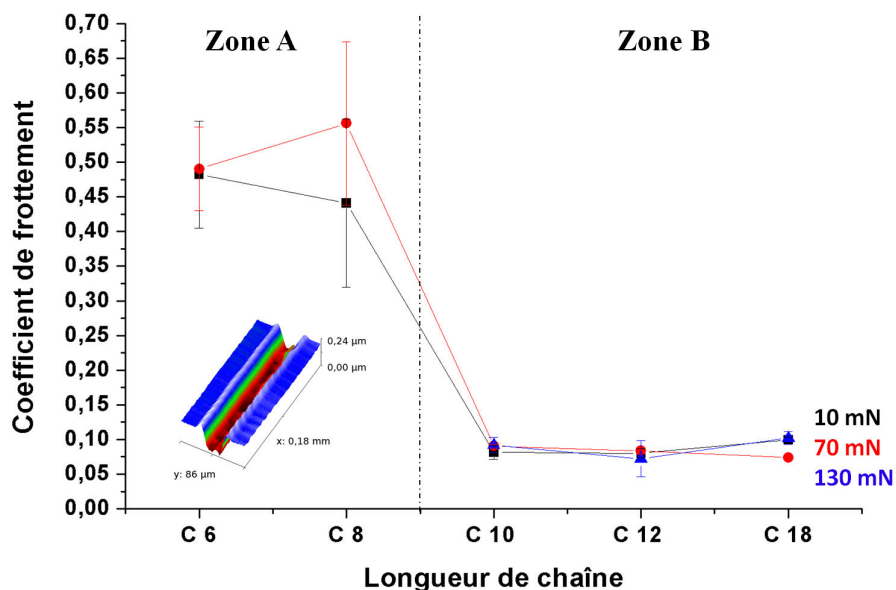 Zone A
Zone B
Coefficient de frottement
0,70
0,65
0,60
0,55
0,50
0,45
0,40
0,35
0,30
0,25
0,20
0,15
0,10
0,05
0,00
0,24 µm
0,00 µm
x: 0,18 mm
y: 86 µm
10 mN
70 mN
130 mN
C 6
C 8
C 10
C 12
C 18
Longueur de chaîne